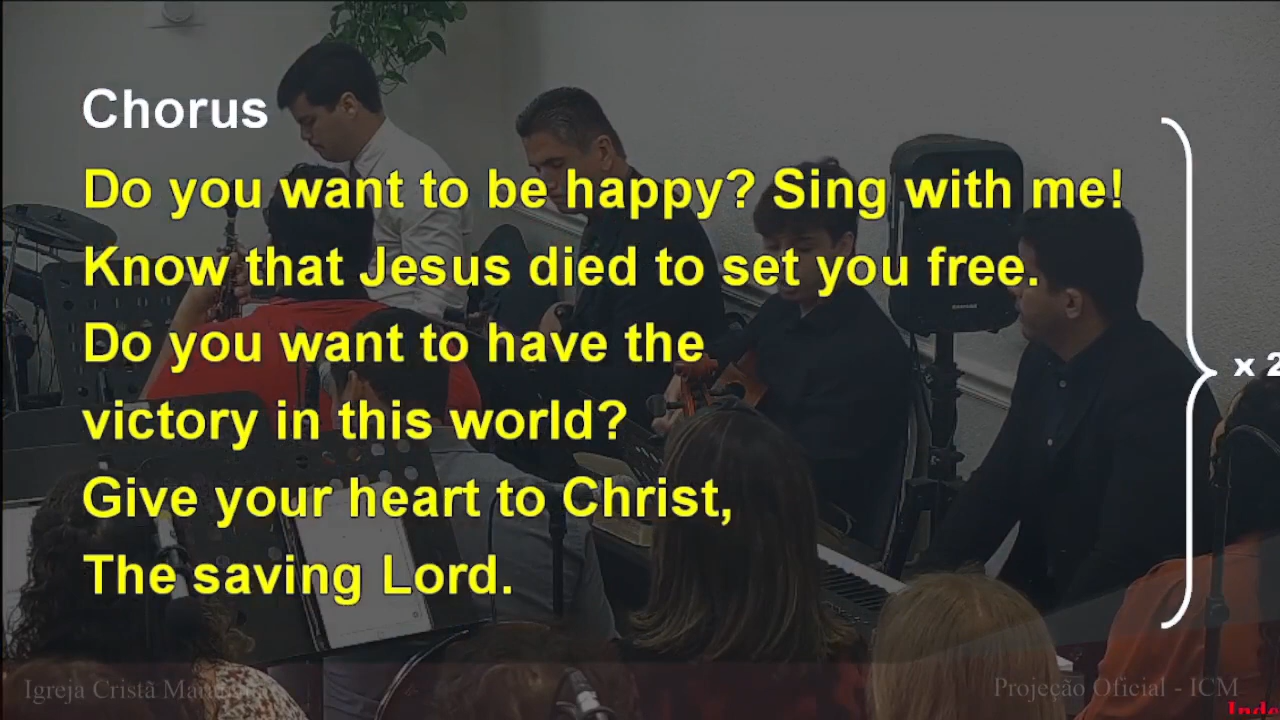 Chorus
Do you want to be happy? Sing with me!
Know that Jesus died to set you free.
Do you want to have the
victory in this world?
Give your heart to Christ,
The saving Lord.
x 2
Igreja Cristã Maranata
Projeção Oficial - ICM